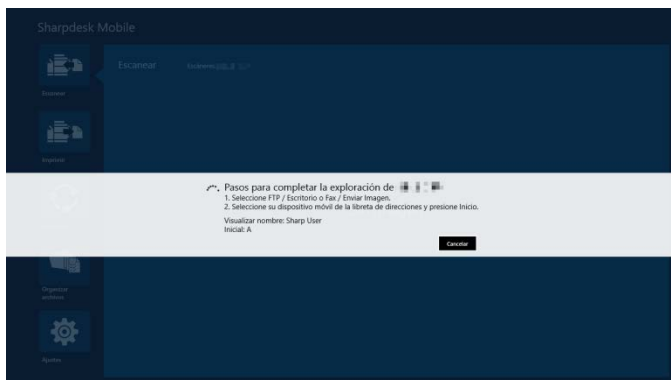 Sharpdesk Mobile
Escanear
Escanear
Imprimir
Pasos para completar la exploración de
1. Seleccione FTP / Escritorio o Fax / Enviar Imagen.
2. Seleccione su dispositivo móvil de la libreta de direcciones y presione Inicio.
Visualizar nombre: Sharp User
Inicial: A
Cancelar
Organizar
archivos
Ajustes